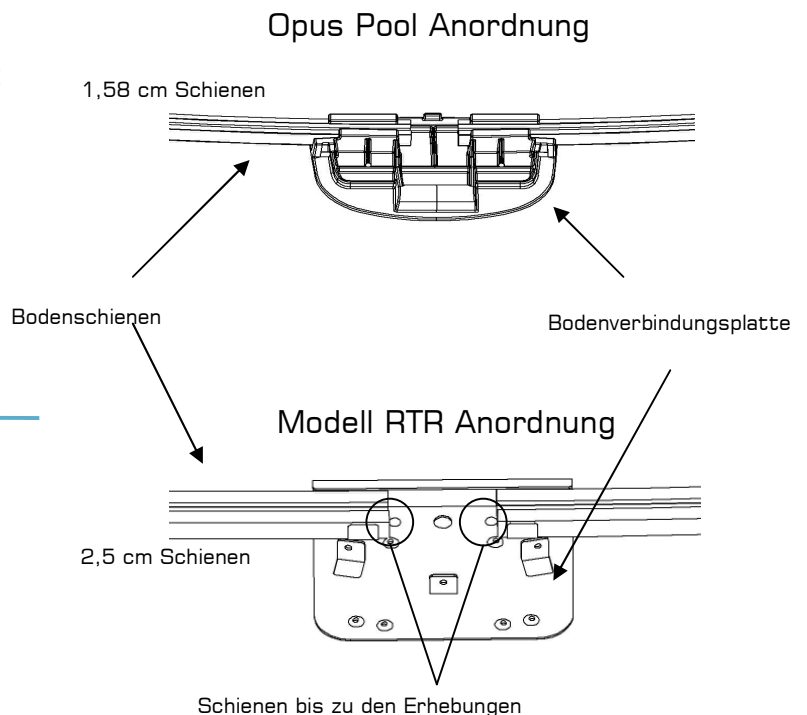 Opus Pool Anordnung
1,58 cm Schienen
Bodenschienen
Bodenverbindungsplatte
Modell RTR Anordnung
2,5 cm Schienen
Schienen bis zu den Erhebungen